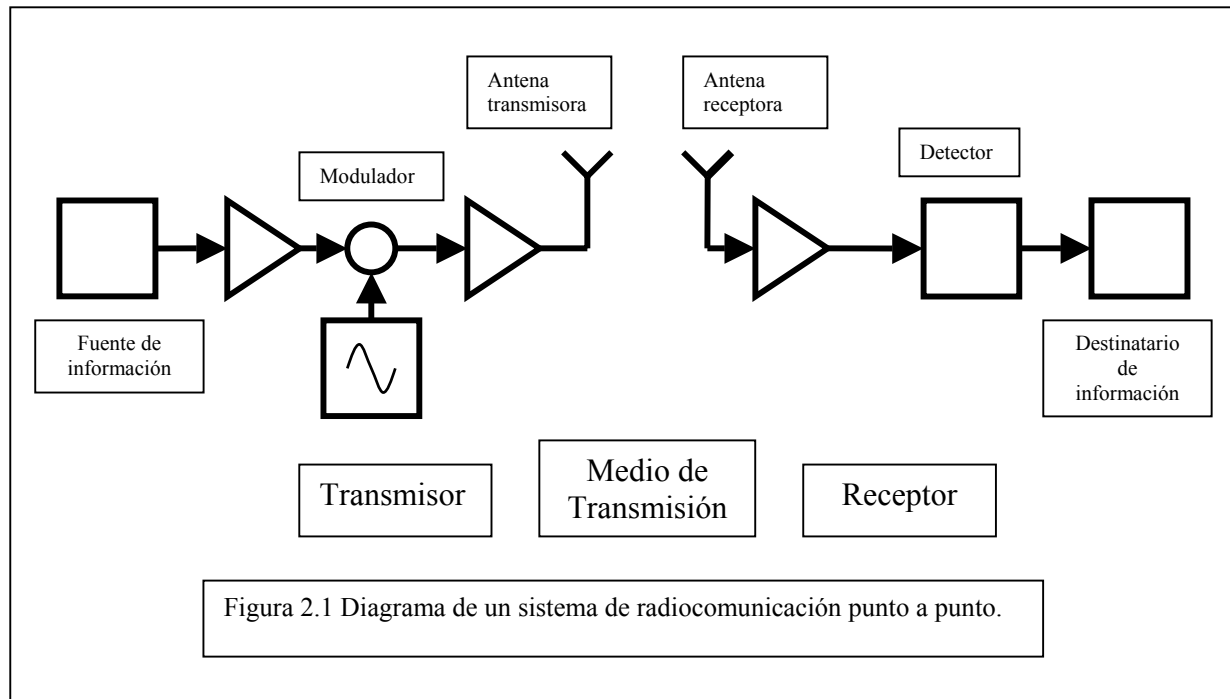 Antena
transmisora
Antena
receptora
Modulador
Detector
Fuente de
información
Destinatario
de
información
Transmisor
Medio de
Transmisión
Receptor
Figura 2.1 Diagrama de un sistema de radiocomunicación punto a punto.